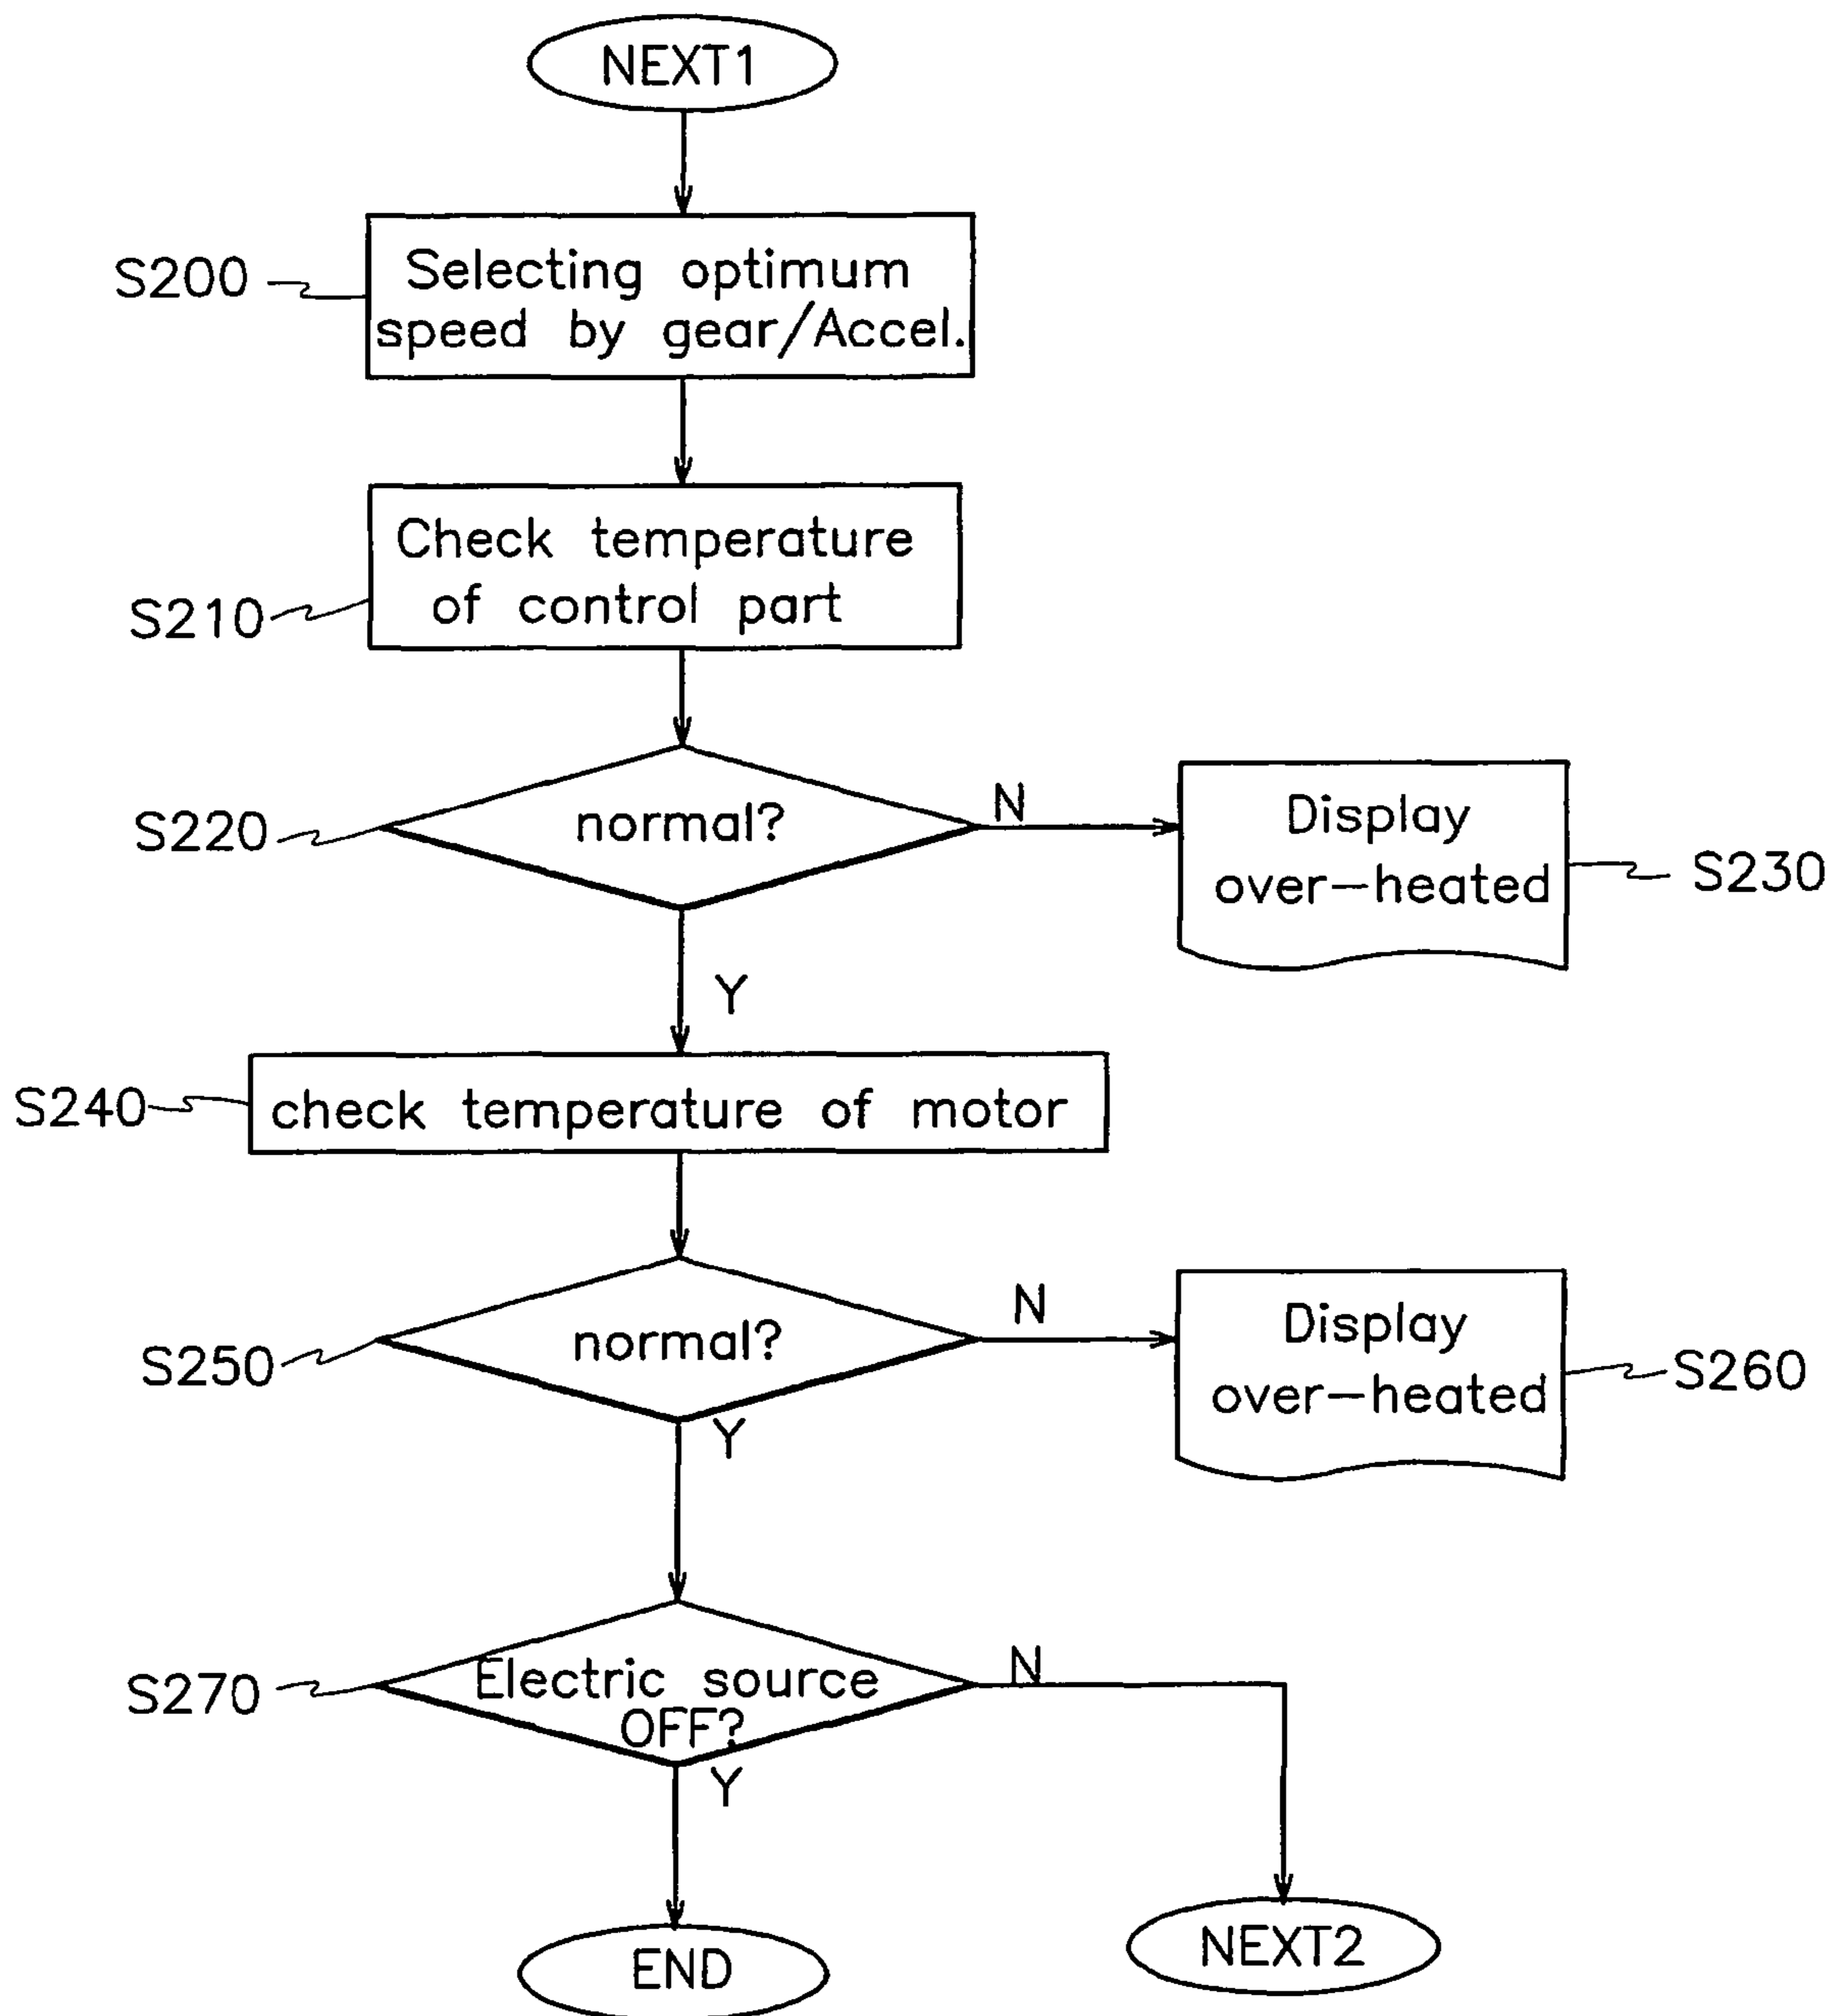 NEXT1
S200
Selecting optimum
speed by gear/Accel.
S210
Check temperature
of control part
S220
normal?
N
Display
over-heated
S230
Y
S240
check temperature of motor
S250
normal?
N
Display
over-heated
S260
Y
S270
Electric source
OFF?
N
Y
END
NEXT2